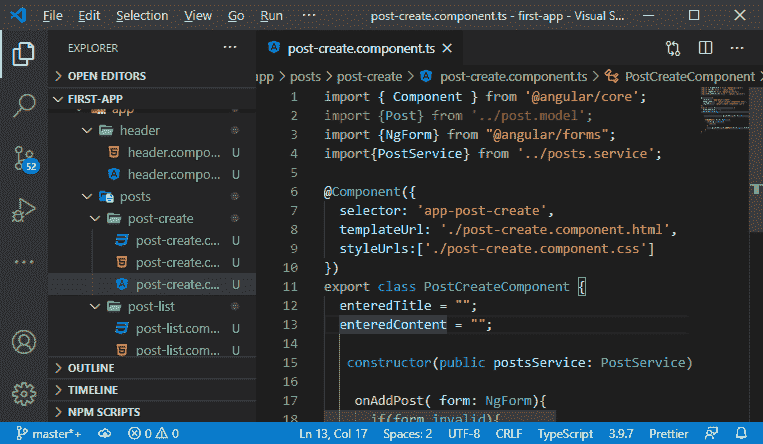 File Edit Selection View Go Run ··· post-create.component.ts - first-app - Visual S...
EXPLORER ···
OPEN EDITORS
FIRST-APP
app
header
header.compo... U
header.compo... U
posts
post-create
post-create.c... U
post-create.c... U
post-create.c... U
post-list
post-list.com... U
post-list.com... U
OUTLINE
TIMELINE
NPM SCRIPTS
52
post-create.component.ts
app > posts > post-create > post-create.component.ts > PostCreateComponent >
1 import { Component } from '@angular/core';
2 import {Post} from '../post.model';
3 import {NgForm} from "@angular/forms";
4 import{PostService} from '../posts.service';
5
6 @Component({
7 selector: 'app-post-create',
8 templateUrl: './post-create.component.html',
9 styleUrls:['./post-create.component.css']
10 })
11 export class PostCreateComponent {
12 enteredTitle = "";
13 enteredContent = "";
14
15 constructor(public postsService: PostService)
16
17 onAddPost( form: NgForm){
18 if(form.invalid){
master*+ 0 0 Ln 13, Col 17 Spaces: 2 UTF-8 CRLF TypeScript 3.9.7 Prettier